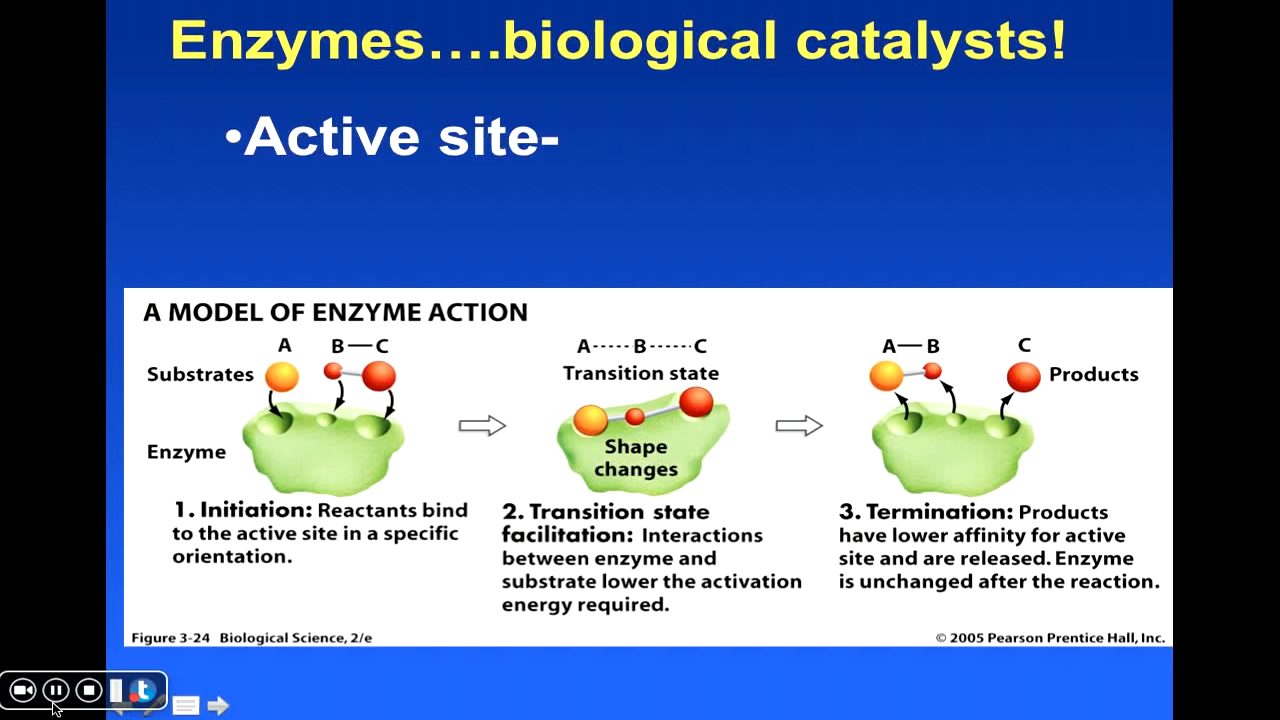 Enzymes....biological catalysts!
•Active site-
A MODEL OF ENZYME ACTION
A B—C
Substrates
Enzyme
1. Initiation: Reactants bind
to the active site in a specific
orientation.
A-----B-----C
Transition state
Shape
changes
2. Transition state
facilitation: Interactions
between enzyme and
substrate lower the activation
energy required.
A—B C
Products
3. Termination: Products
have lower affinity for active
site and are released. Enzyme
is unchanged after the reaction.
Figure 3-24 Biological Science, 2/e
© 2005 Pearson Prentice Hall, Inc.
t